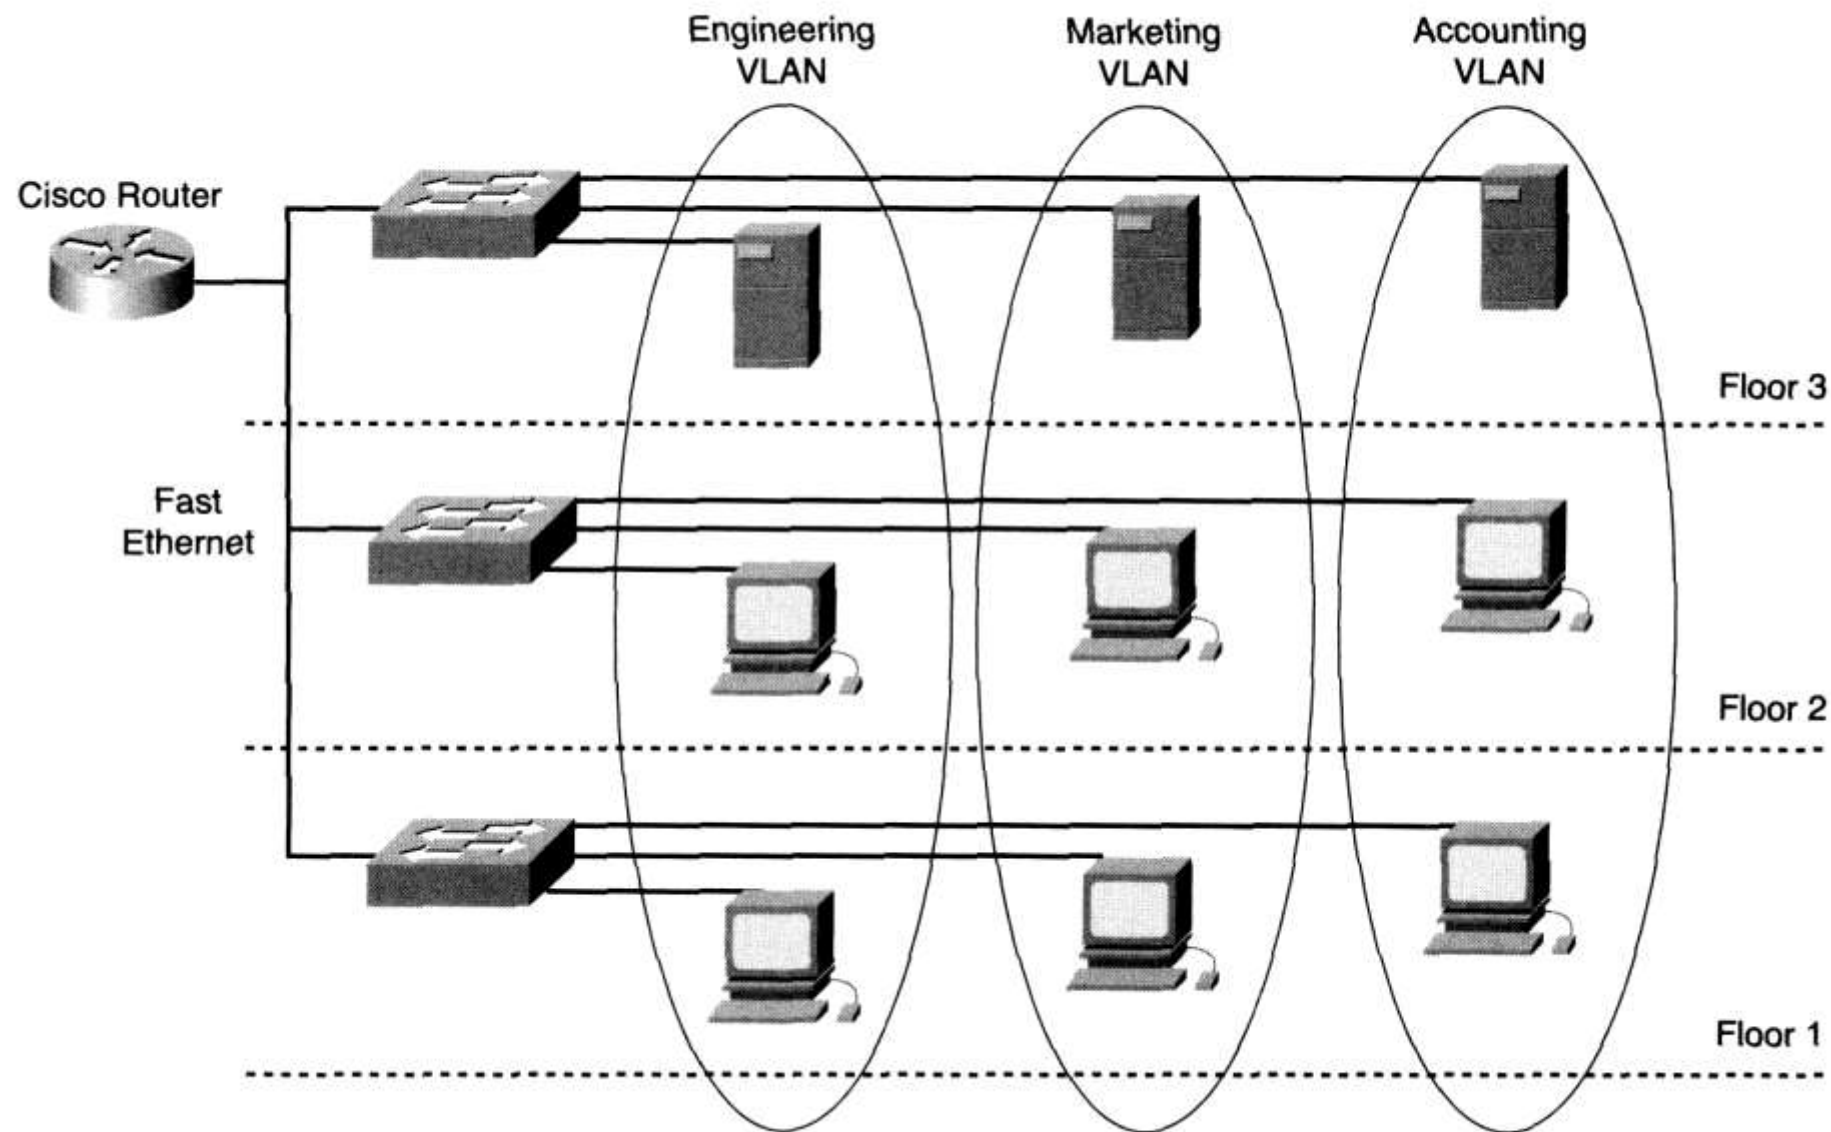 Engineering
VLAN
Marketing
VLAN
Accounting
VLAN
Cisco Router
Floor 3
Fast
Ethernet
Floor 2
Floor 1